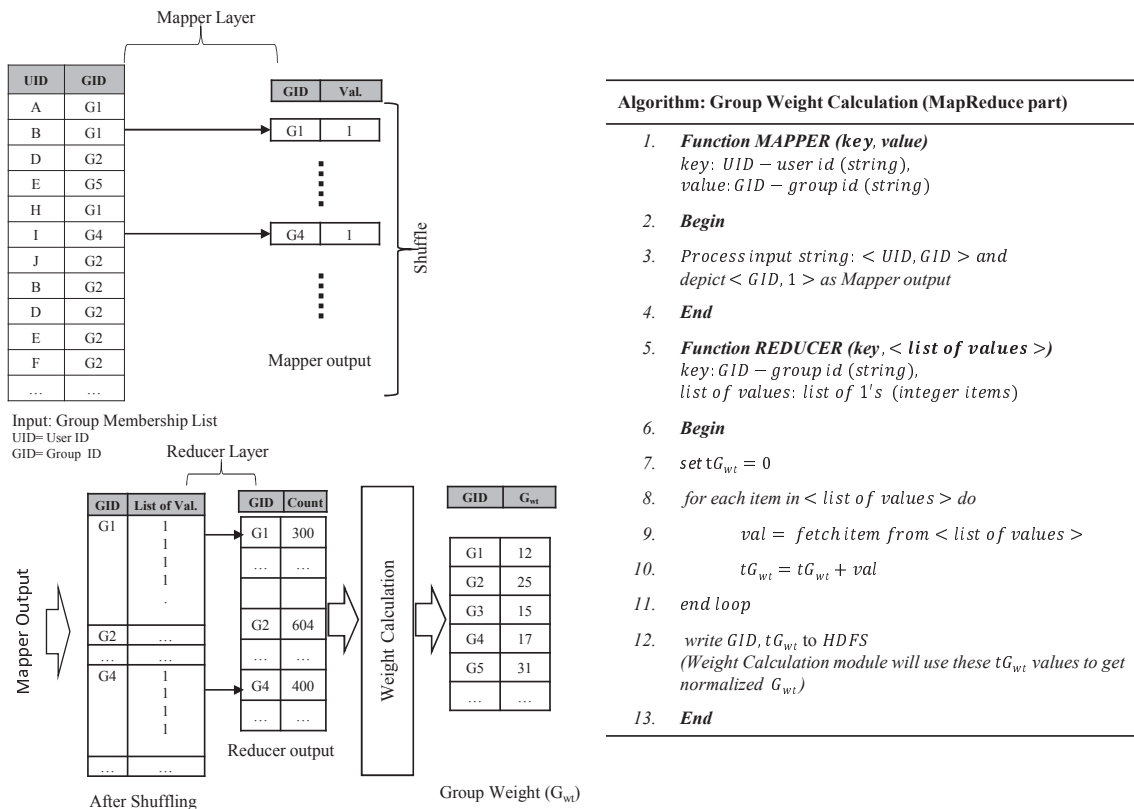 Mapper Layer
UID GID
A G1
B G1
D G2
E G5
H G1
I G4
J G2
B G2
D G2
E G2
F G2
... ...
GID Val.
G1 1
G4 1
Mapper output
Shuffle
Input: Group Membership List
UID= User ID
GID= Group ID
Reducer Layer
Mapper Output
GID List of Val.
G1 1
1
1
1
.
G2 ...
... ...
G4 1
1
1
1
... ...
After Shuffling
GID Count
G1 300
... ...
G2 604
... ...
G4 400
... ...
Reducer output
Weight Calculation
GID Gwt
G1 12
G2 25
G3 15
G4 17
G5 31
... ...
Group Weight (Gwt)
Algorithm: Group Weight Calculation (MapReduce part)
1. Function MAPPER (key, value)
key: UID – user id (string),
value: GID – group id (string)
2. Begin
3. Process input string: < UID, GID > and
depict < GID, 1 > as Mapper output
4. End
5. Function REDUCER (key, < list of values >)
key: GID – group id (string),
list of values: list of 1's (integer items)
6. Begin
7. set tGwt = 0
8. for each item in < list of values > do
9. val = fetch item from < list of values >
10. tGwt = tGwt + val
11. end loop
12. write GID, tGwt to HDFS
(Weight Calculation module will use these tGwt values to get
normalized Gwt)
13. End